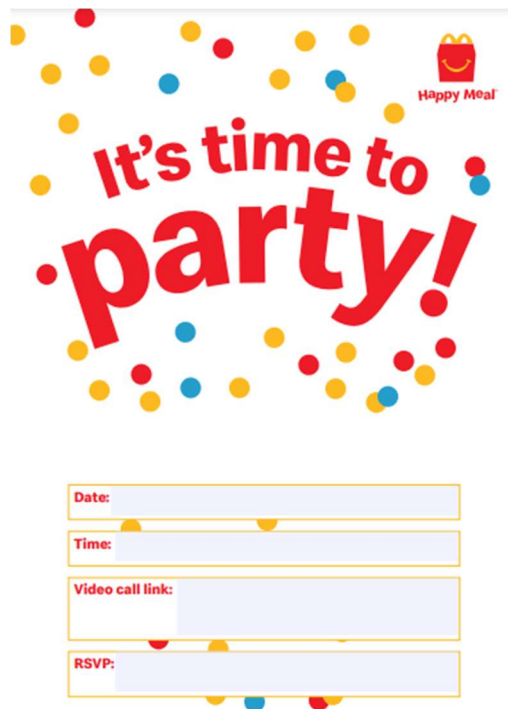 Happy Meal
It's time to
party!
Date:
Time:
Video call link:
RSVP: